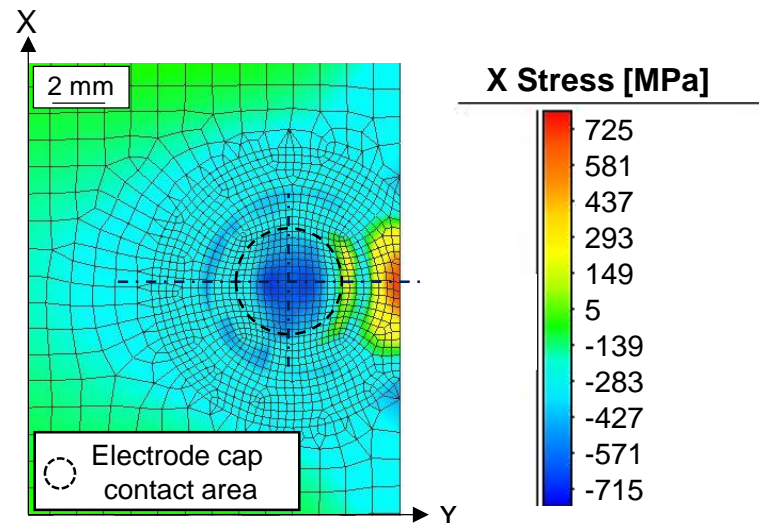 X
2 mm
X Stress [MPa]
725
581
437
293
149
5
-139
-283
-427
-571
-715
Electrode cap
contact area
Y